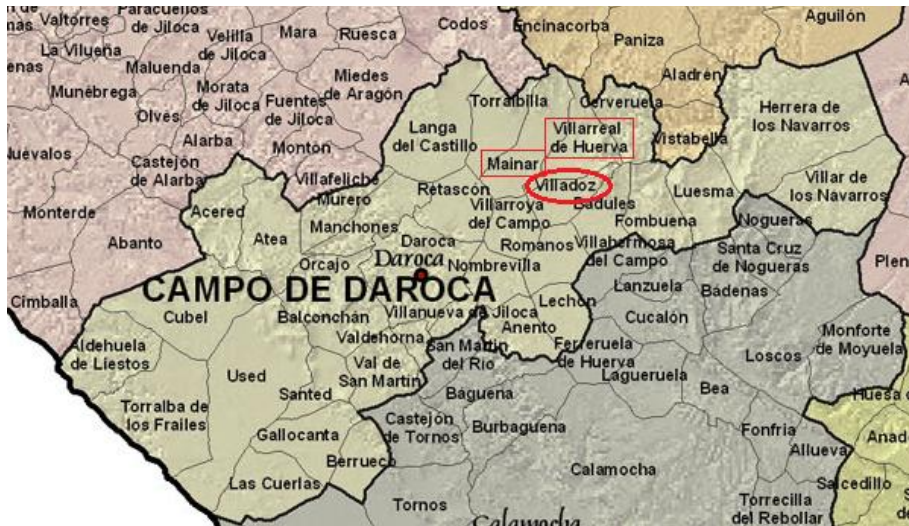 Paracuellos
de Jiloca
Valtorres
Velilla
de Jiloca
Mara
Ruesca
Codos
Encinacorba
Paniza
Aguilón
La Vilueña
Maluenda
Miedes
de Aragón
Aladrén
Munébrega
Morata
de Jiloca
Fuentes
de Jiloca
Torralbilla
Cerveruela
Herrera de
los Navarros
Olvés
Langa
del Castillo
Villarreal
de Huerva
Vistabella
Alarba
Montón
Nuévalos
Castejón
de Alarba
Mainar
Villafeliche
Retascón
Villadoz
Luesma
Villar de
los Navarros
Murero
Monterde
Acered
Villarroya
del Campo
Badules
Fombuena
Nogueras
Manchones
Atea
Abanto
Daroca
Daroca
Romanos
Villahermosa
del Campo
Santa Cruz
de Nogueras
Orcajo
Nombrevilla
CAMPO DE DAROCA
Lanzuela
Bádenas
Cimballa
Cubel
Balconchán
Villanueva de Jiloca
Lechón
Anento
Cucalón
Valdehorna
Monforte
de Moyuela
Aldehuela
de Liestos
San Martín
del Río
Ferreruela
de Huerva
Loscos
Used
Val de
San Martín
Lagueruela
Bea
Santed
Báguena
Torralba de
los Frailes
Castejón
de Tornos
Burbáguena
Fonfría
Gallocanta
Allueva
Berrueco
Calamocha
Salcedillo
Las Cuerlas
Tornos
Torrecilla
del Rebollar
Calamocha